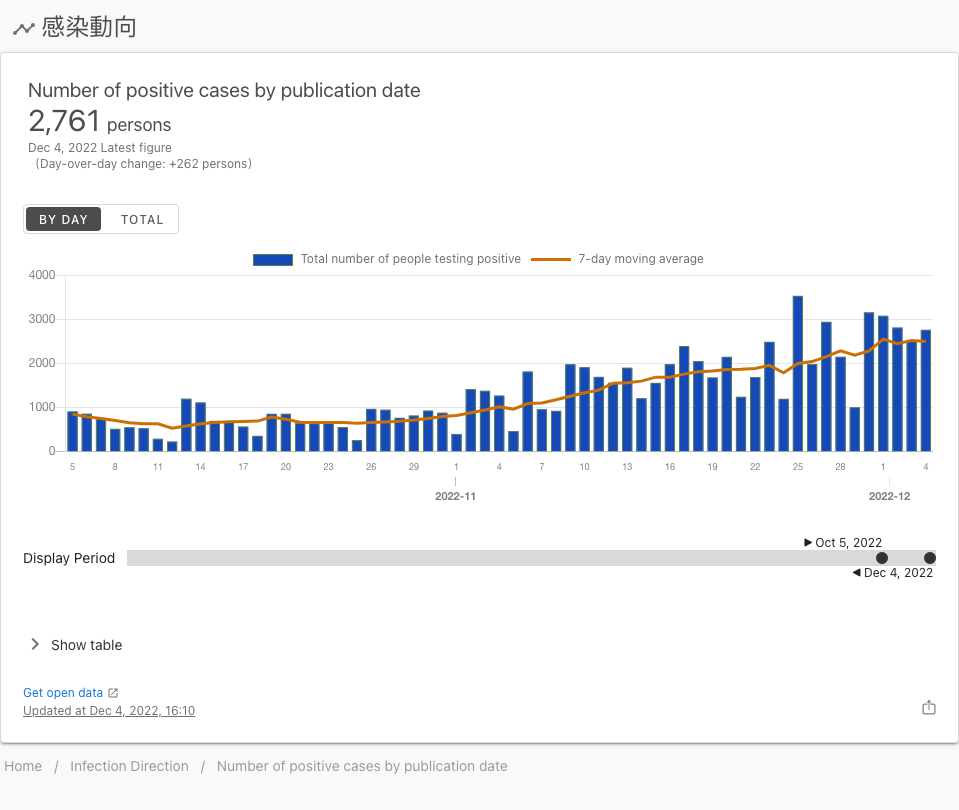 感染動向
Number of positive cases by publication date
2,761 persons
Dec 4, 2022 Latest figure
(Day-over-day change: +262 persons)
BY DAY TOTAL
Total number of people testing positive 7-day moving average
4000
3000
2000
1000
0
5 8 11 14 17 20 23 26 29 1 4 7 10 13 16 19 22 25 28 1 4
2022-11 2022-12
Oct 5, 2022
Display Period
Dec 4, 2022
Show table
Get open data
Updated at Dec 4, 2022, 16:10
Home / Infection Direction / Number of positive cases by publication date